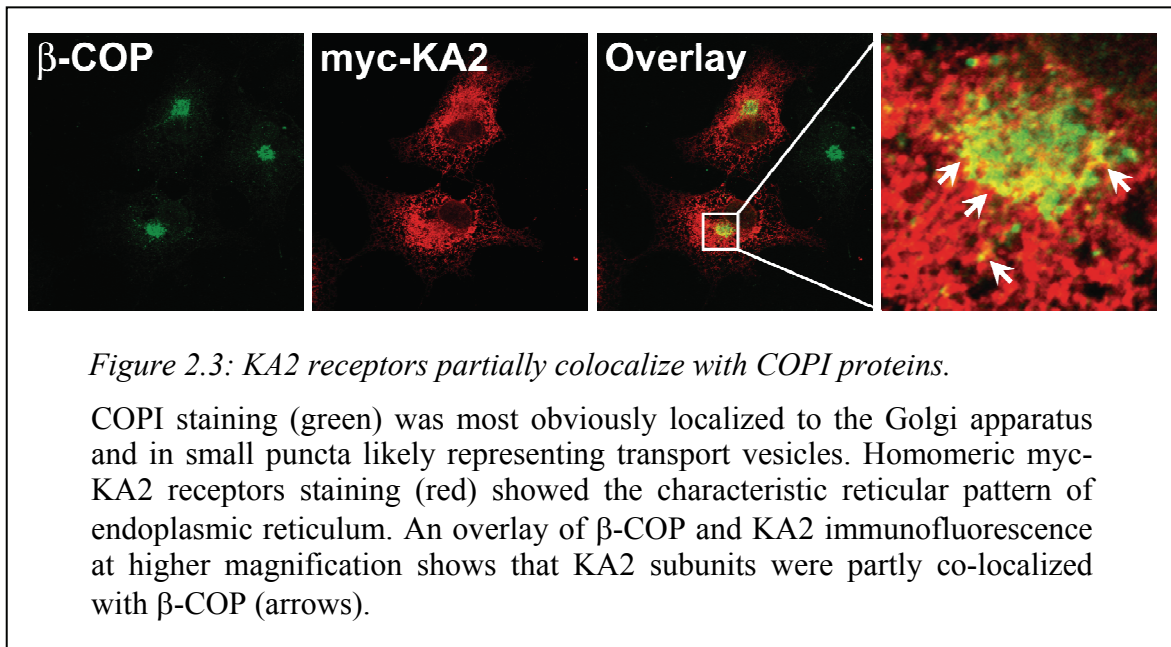 β-COP myc-KA2 Overlay
Figure 2.3: KA2 receptors partially colocalize with COPI proteins.
COPI staining (green) was most obviously localized to the Golgi apparatus
and in small puncta likely representing transport vesicles. Homomeric myc-
KA2 receptors staining (red) showed the characteristic reticular pattern of
endoplasmic reticulum. An overlay of β-COP and KA2 immunofluorescence
at higher magnification shows that KA2 subunits were partly co-localized
with β-COP (arrows).